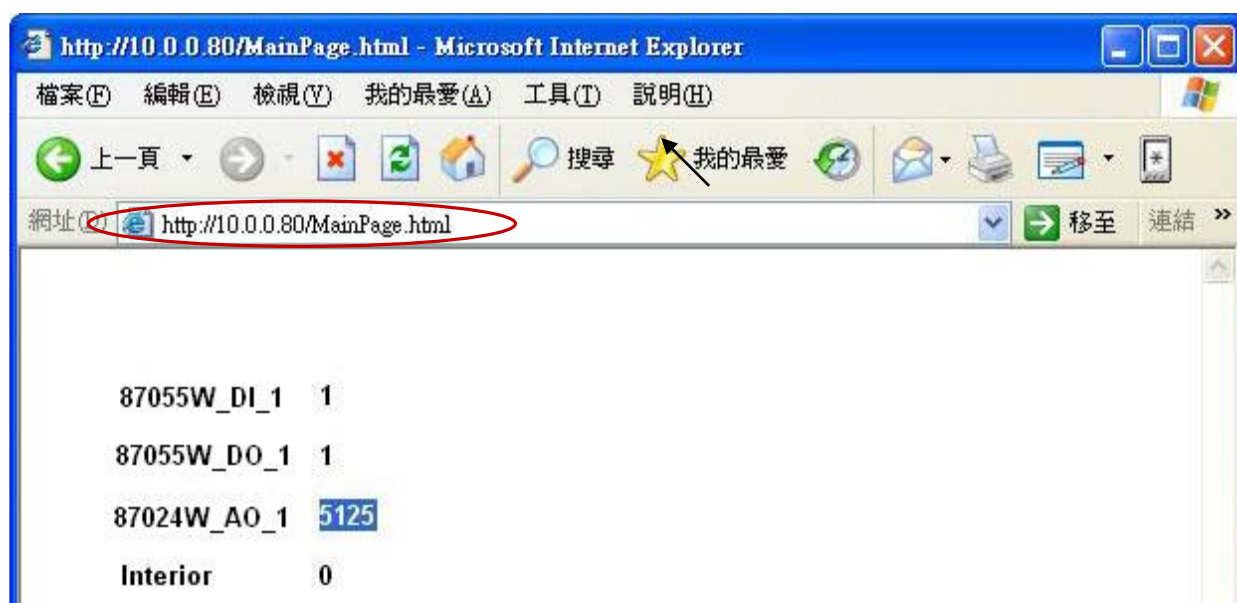 http://10.0.0.80/MainPage.html - Microsoft Internet Explorer
檔案(F) 編輯(E) 檢視(V) 我的最愛(A) 工具(T) 說明(H)
上一頁 搜尋 我的最愛
網址(D) http://10.0.0.80/MainPage.html 移至 連結 »
87055W_DI_1 1
87055W_DO_1 1
87024W_AO_1 5125
Interior 0